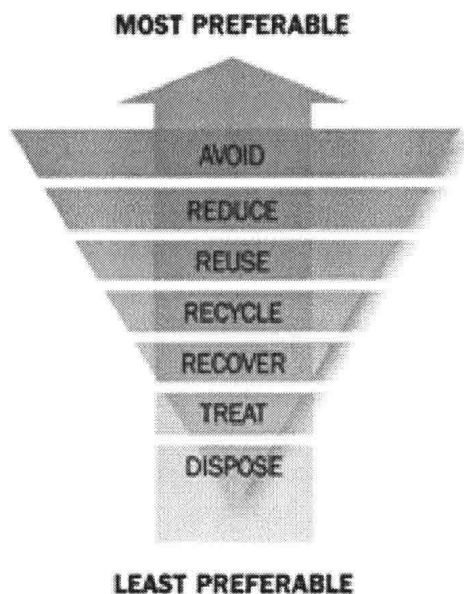 MOST PREFERABLE
AVOID
REDUCE
REUSE
RECYCLE
RECOVER
TREAT
DISPOSE
LEAST PREFERABLE